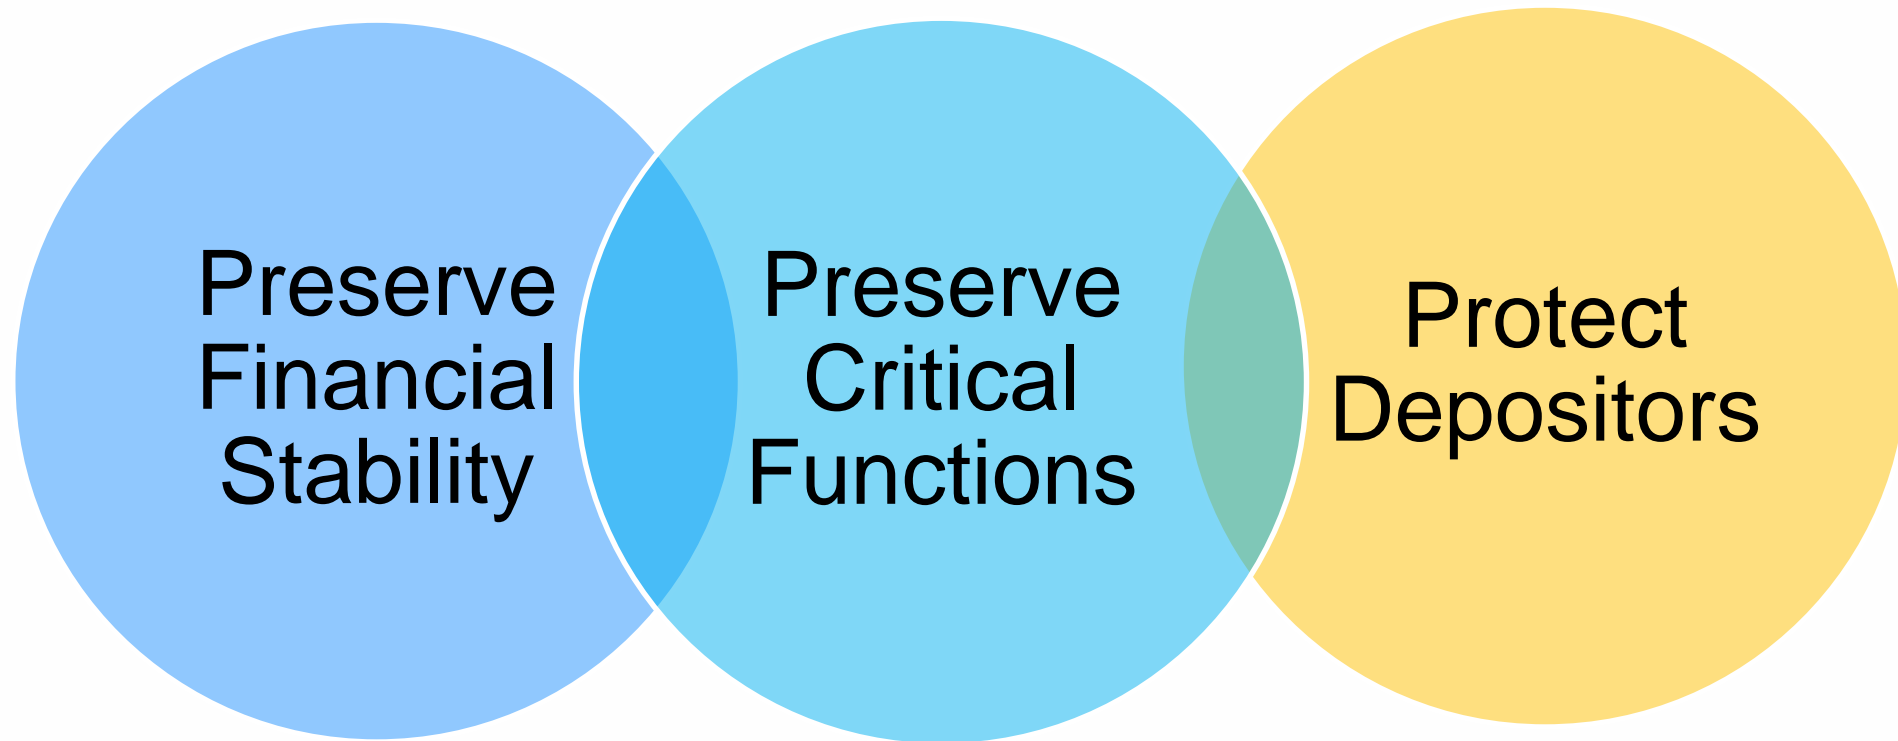 Preserve
Financial
Stability
Preserve
Critical
Functions
Protect
Depositors